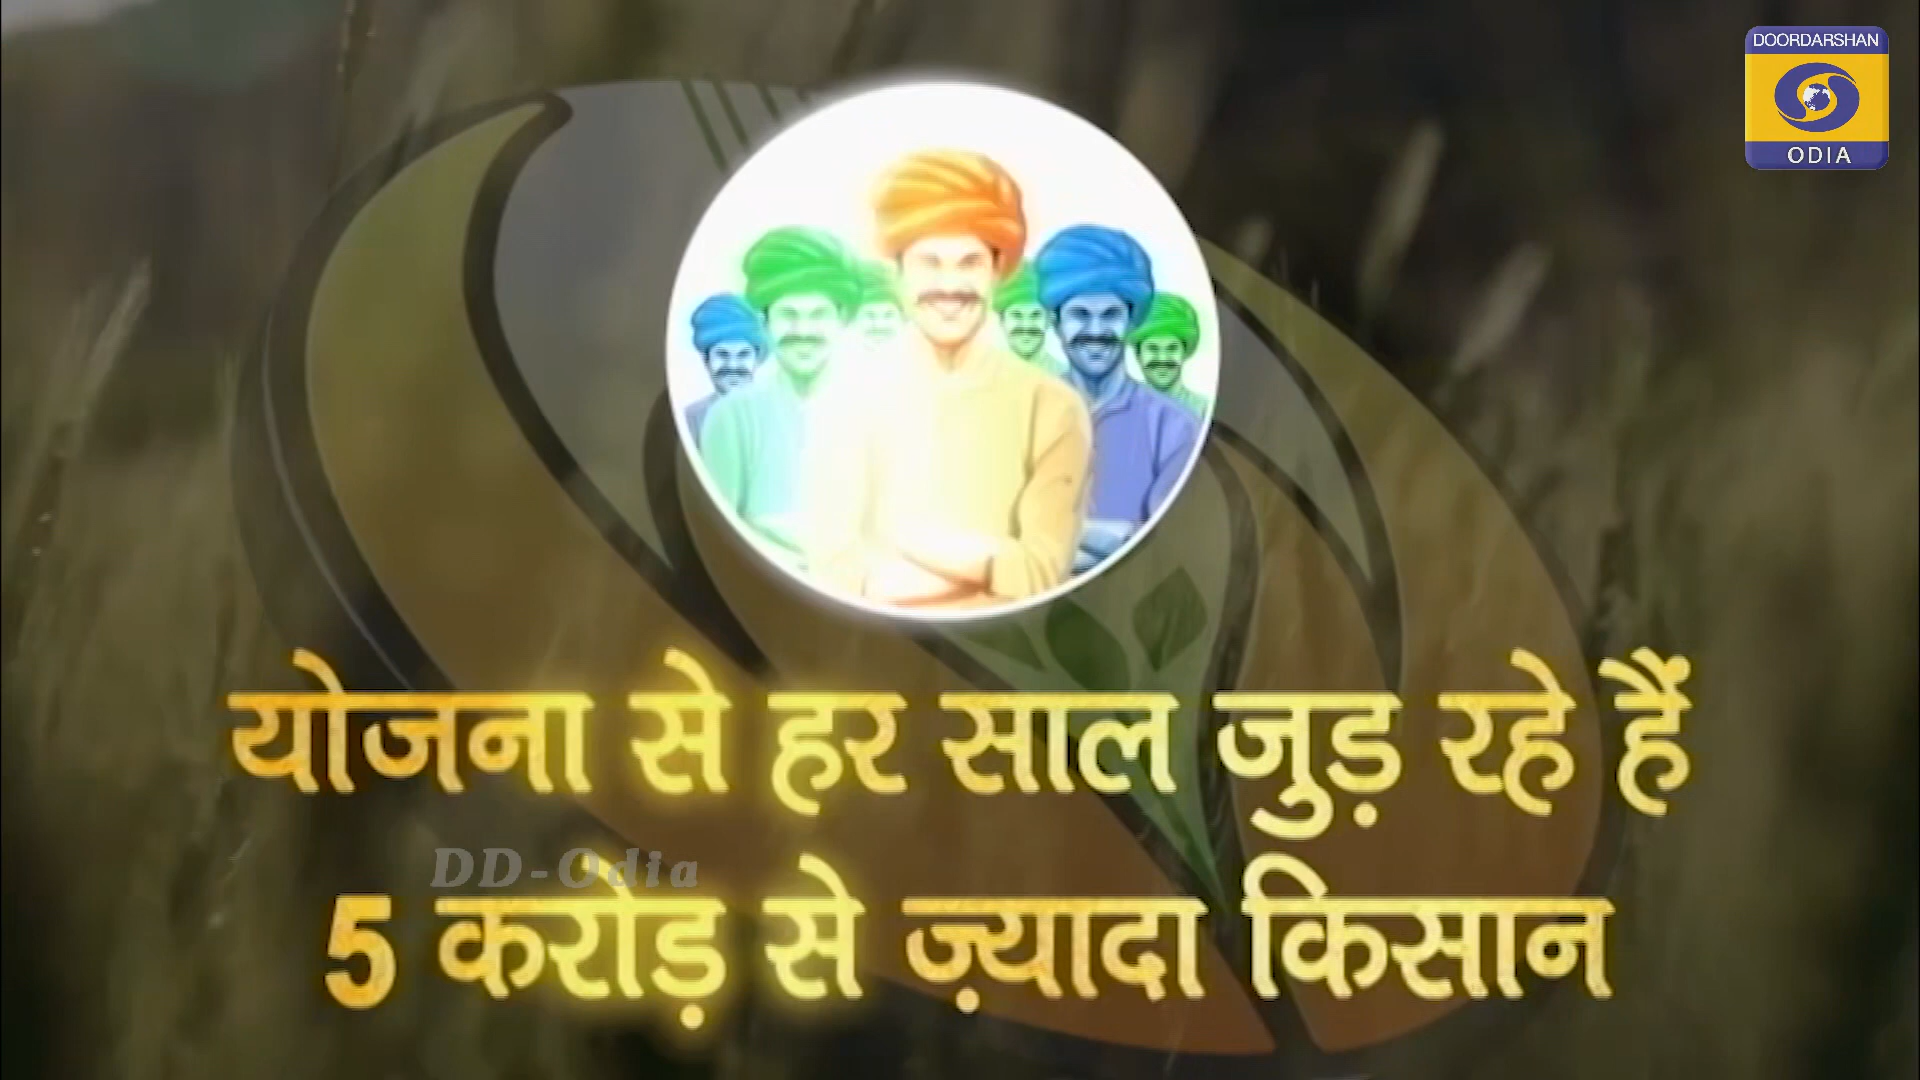 DOORDARSHAN
ODIA
योजना से हर साल जुड़ रहे हैं
DD-Odia
5 करोड़ से ज़्यादा किसान